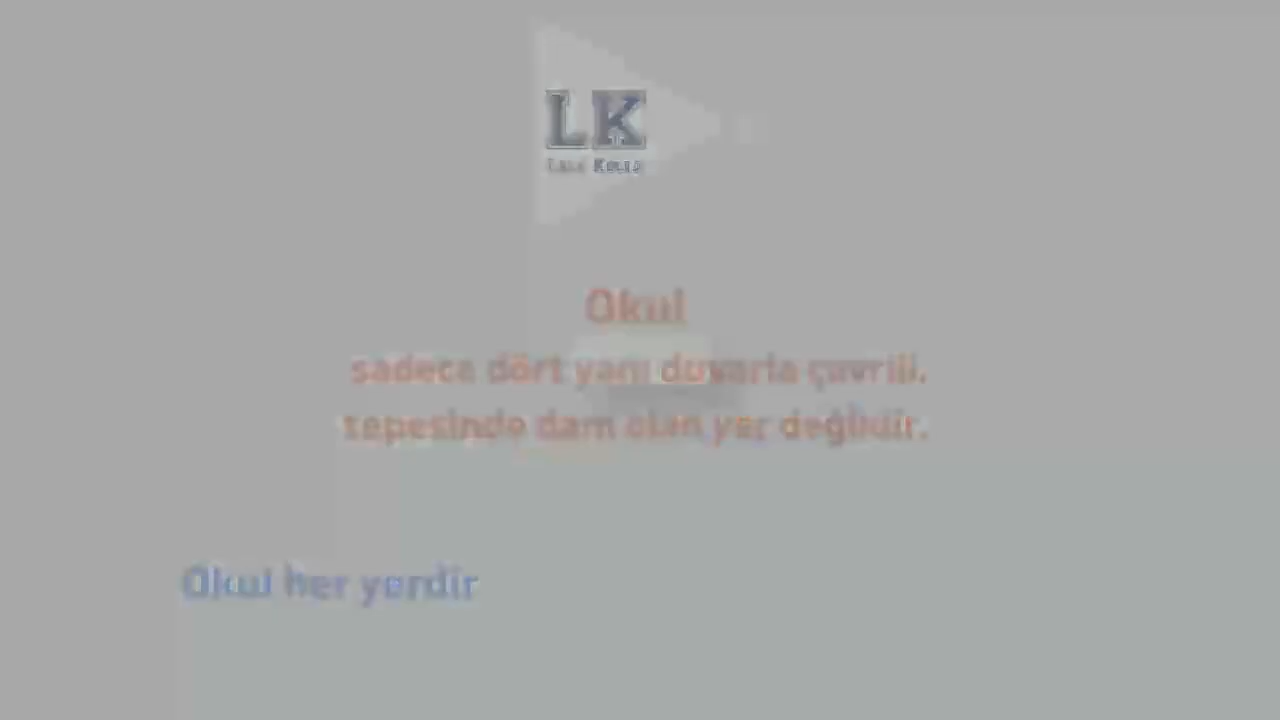 LK
Okul
sadece dört yanı duvarla çevrili.
tepesinde dam olan yer değildir.
Okul her yerdir